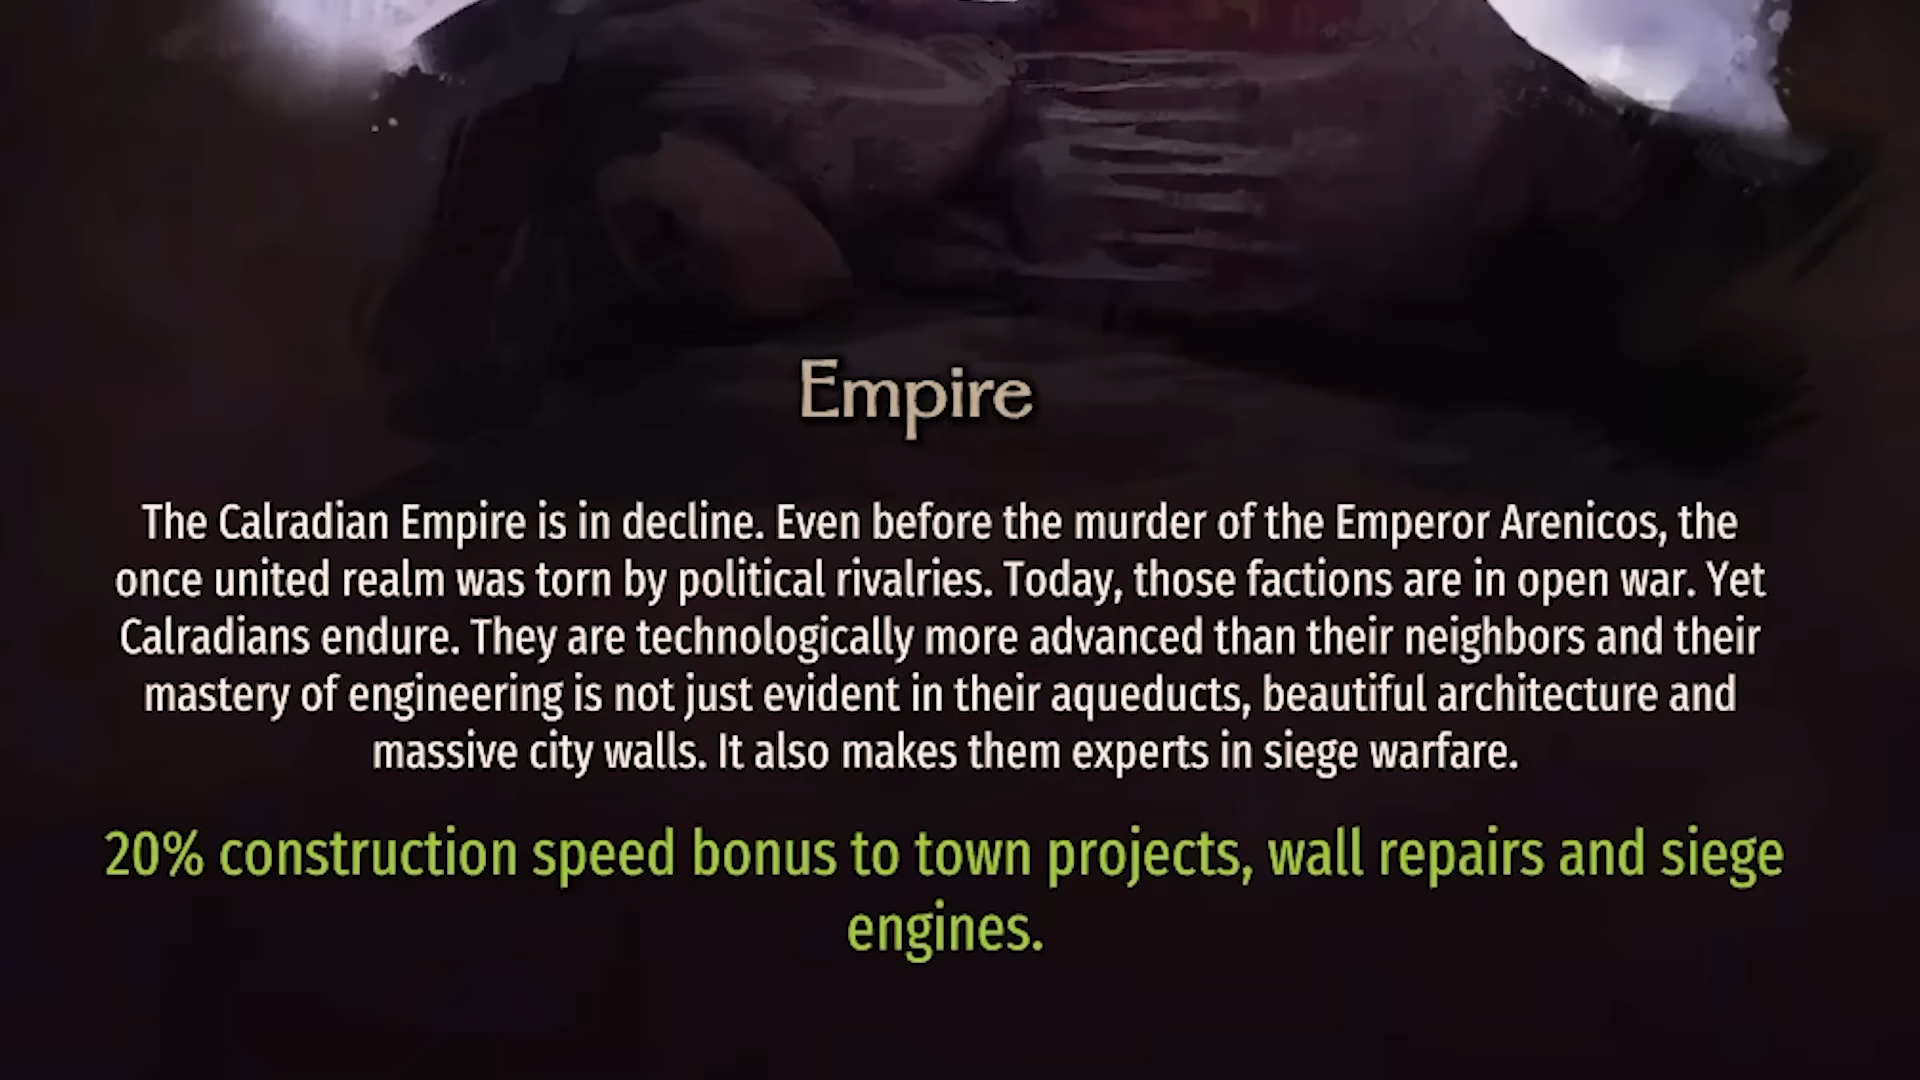 Empire
The Calradian Empire is in decline. Even before the murder of the Emperor Arenicos, the
once united realm was torn by political rivalries. Today, those factions are in open war. Yet
Calradians endure. They are technologically more advanced than their neighbors and their
mastery of engineering is not just evident in their aqueducts, beautiful architecture and
massive city walls. It also makes them experts in siege warfare.
20% construction speed bonus to town projects, wall repairs and siege
engines.